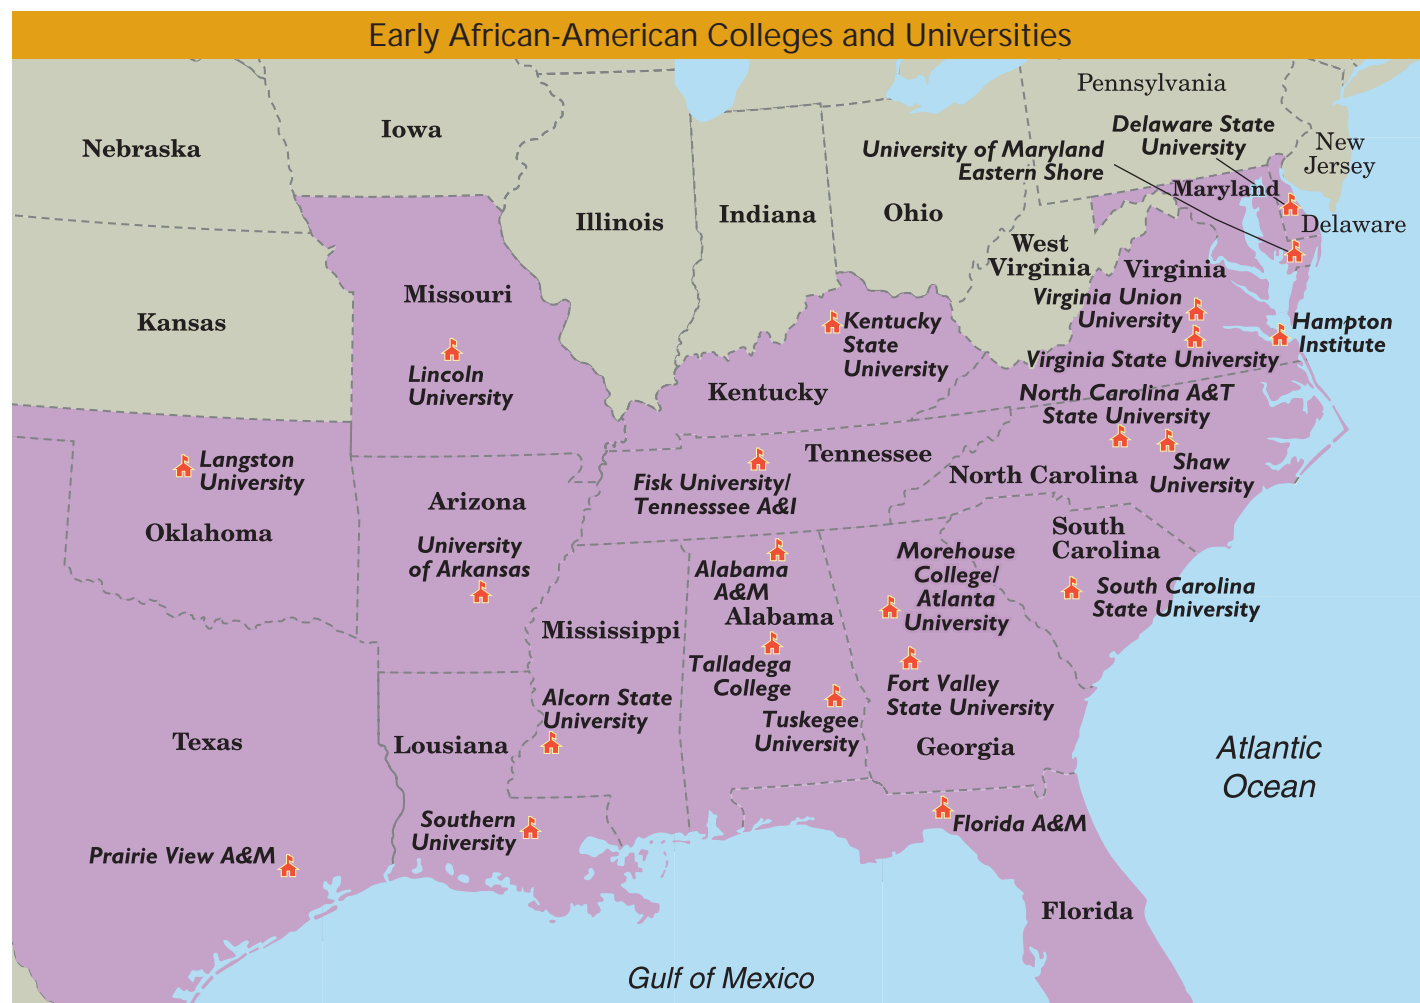 Early African-American Colleges and Universities
Pennsylvania
Delaware State
University
New
Jersey
University of Maryland
Eastern Shore
Maryland
Delaware
Nebraska
Iowa
Illinois
Indiana
Ohio
West
Virginia
Virginia
Virginia Union
University
Hampton
Institute
Virginia State University
Kansas
Missouri
Lincoln
University
Kentucky
State
University
Kentucky
North Carolina A&T
State University
Shaw
University
North Carolina
Tennessee
Fisk University/
Tennesssee A&I
Langston
University
Oklahoma
Arizona
University
of Arkansas
South
Carolina
South Carolina
State University
Morehouse
College/
Atlanta
University
Alabama
A&M
Alabama
Mississippi
Talladega
College
Fort Valley
State University
Alcorn State
University
Tuskegee
University
Georgia
Texas
Lousiana
Atlantic
Ocean
Southern
University
Florida A&M
Prairie View A&M
Florida
Gulf of Mexico